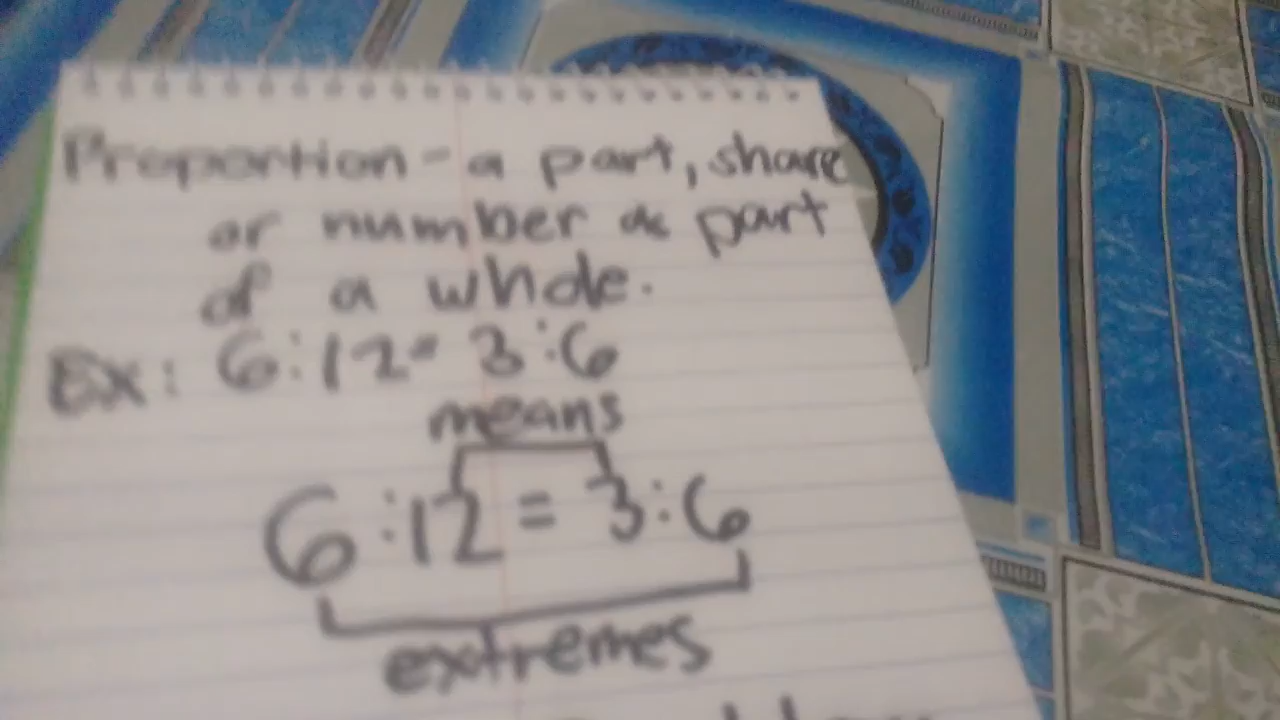 Proportion - a part, share
or number as part
of a whole.
Ex: 6:12 = 3:6
means
6:12 = 3:6
extremes